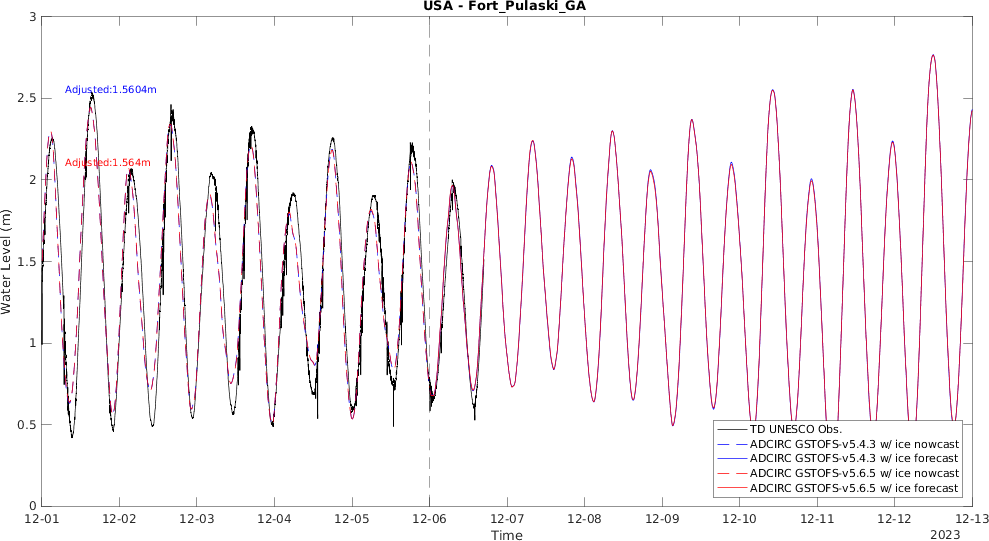 USA - Fort_Pulaski_GA
3
2.5
2
1.5
1
0.5
0
Water Level (m)
Adjusted:1.5604m
Adjusted:1.564m
TD UNESCO Obs.
ADCIRC GSTOFS-v5.4.3 w/ ice nowcast
ADCIRC GSTOFS-v5.4.3 w/ ice forecast
ADCIRC GSTOFS-v5.6.5 w/ ice nowcast
ADCIRC GSTOFS-v5.6.5 w/ ice forecast
12-01 12-02 12-03 12-04 12-05 12-06 12-07 12-08 12-09 12-10 12-11 12-12 12-13
Time 2023